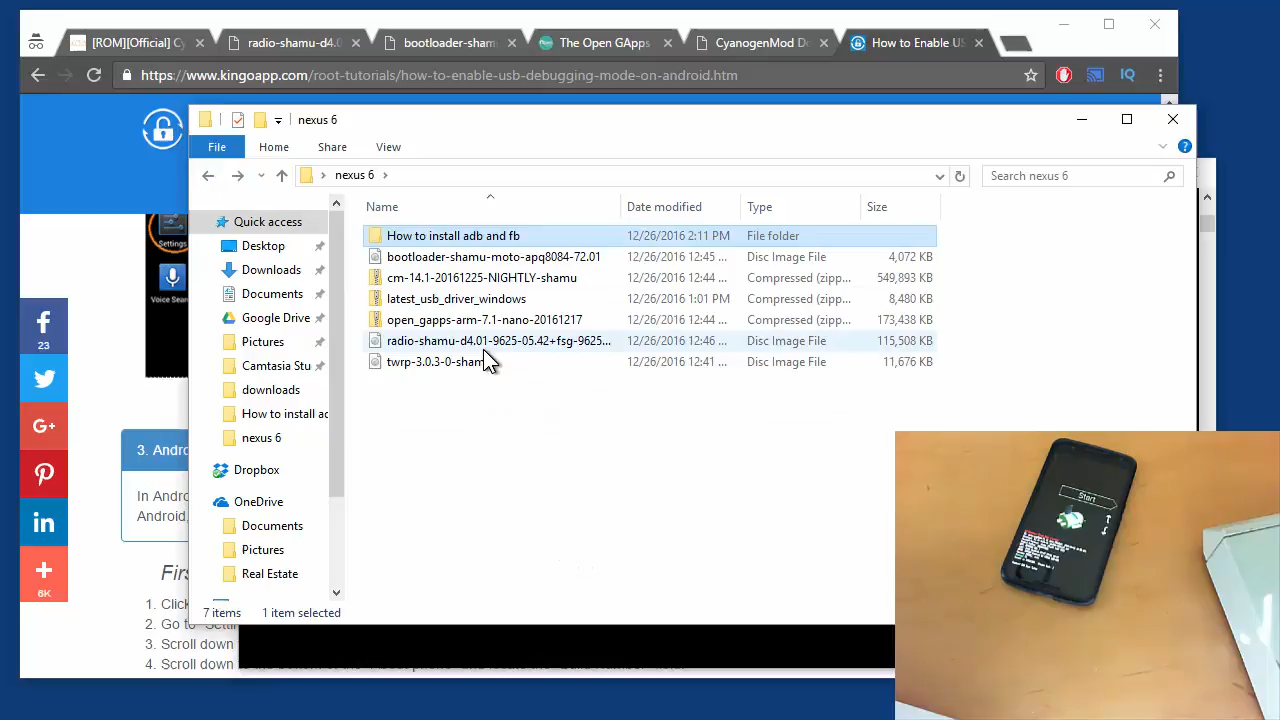 [ROM][Official] Cy
radio-shamu-d4.0
bootloader-sham
The Open GApps
CyanogenMod Do
How to Enable US
https://www.kingoapp.com/root-tutorials/how-to-enable-usb-debugging-mode-on-android.htm
IQ
nexus 6
File
Home
Share
View
nexus 6
Search nexus 6
Name
Date modified
Type
Size
Quick access
Desktop
Downloads
Documents
Google Drive
Pictures
Camtasia Stu
downloads
How to install ac
nexus 6
Dropbox
OneDrive
Documents
Pictures
Real Estate
How to install adb and fb 12/26/2016 2:11 PM File folder
bootloader-shamu-moto-apq8084-72.01 12/26/2016 12:45 ... Disc Image File 4,072 KB
cm-14.1-20161225-NIGHTLY-shamu 12/26/2016 12:44 ... Compressed (zipp... 549,893 KB
latest_usb_driver_windows 12/26/2016 1:01 PM Compressed (zipp... 8,480 KB
open_gapps-arm-7.1-nano-20161217 12/26/2016 12:44 ... Compressed (zipp... 173,438 KB
radio-shamu-d4.01-9625-05.42+fsg-9625... 12/26/2016 12:46 ... Disc Image File 115,508 KB
twrp-3.0.3-0-sham 12/26/2016 12:41 ... Disc Image File 11,676 KB
7 items 1 item selected
Settings
Voice Sear
23
6K
3. Andro
In Andro
Android,
Firs
1. Click
2. Go to "Setti
3. Scroll down
4. Scroll down
Start